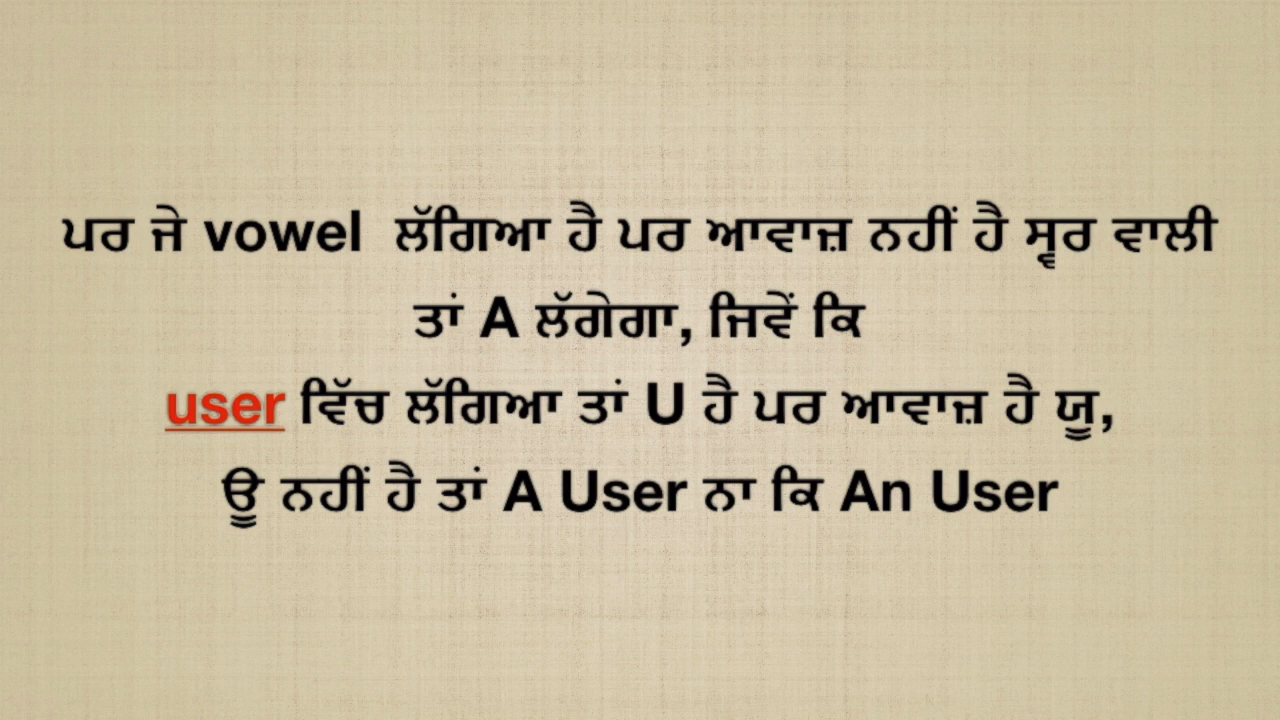 ਪਰ ਜੇ vowel ਲੱਗਿਆ ਹੈ ਪਰ ਆਵਾਜ਼ ਨਹੀਂ ਹੈ ਸ੍ਵਰ ਵਾਲੀ
ਤਾਂ A ਲੱਗੇਗਾ, ਜਿਵੇਂ ਕਿ
user ਵਿੱਚ ਲੱਗਿਆ ਤਾਂ U ਹੈ ਪਰ ਆਵਾਜ਼ ਹੈ ਯੂ,
ਊ ਨਹੀਂ ਹੈ ਤਾਂ A User ਨਾ ਕਿ An User